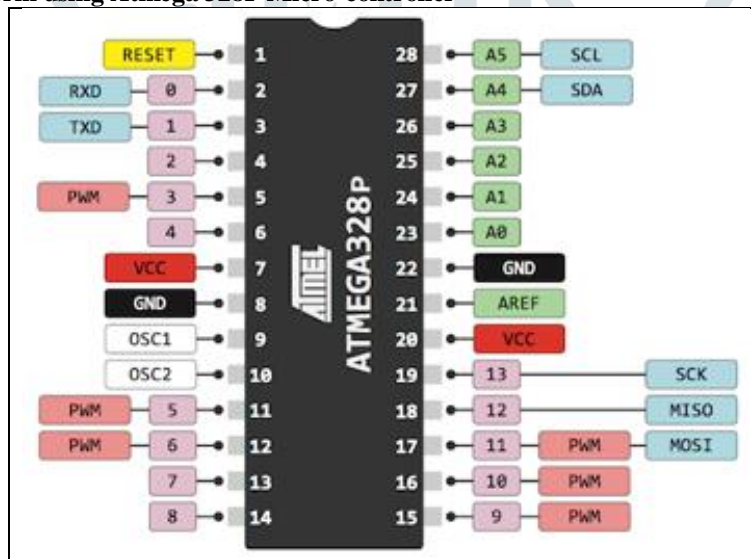 RESET 1 28 A5 SCL
RXD 0 2 27 A4 SDA
TXD 1 3 26 A3
2 4 25 A2
PWM 3 5 24 A1
4 6 23 A0
VCC 7 22 GND
GND 8 21 AREF
OSC1 9 20 VCC
OSC2 10 19 13 SCK
PWM 5 11 18 12 MISO
PWM 6 12 17 11 PWM MOSI
7 13 16 10 PWM
8 14 15 9 PWM
ATMEL
ATMEGA328P